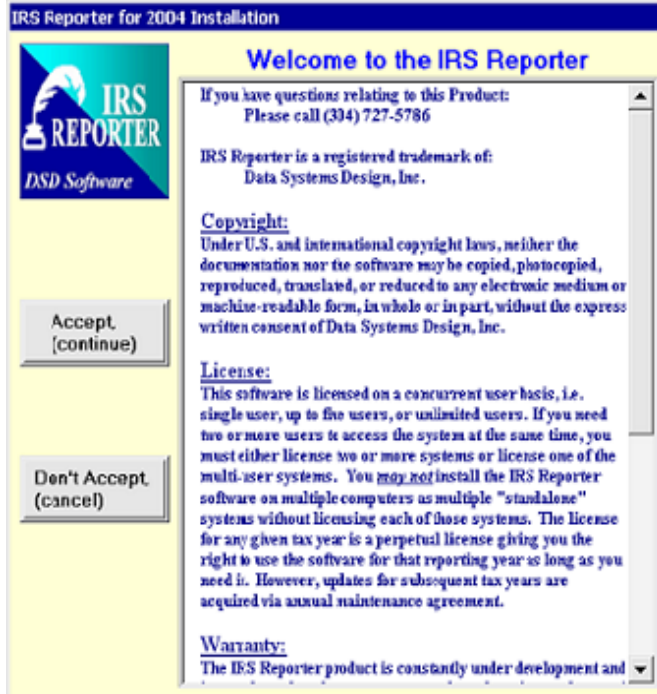 IRS Reporter for 2004 Installation
IRS
REPORTER
DSD Software
Welcome to the IRS Reporter
If you have questions relating to this Product:
Please call (334) 727-5786
IRS Reporter is a registered trademark of:
Data Systems Design, Inc.
Copyright:
Under U.S. and international copyright laws, neither the
documentation nor the software may be copied, photocopied,
reproduced, translated, or reduced to any electronic medium or
machine-readable form, in whole or in part, without the express
written consent of Data Systems Design, Inc.
License:
This software is licensed on a concurrent user basis, i.e.
single user, up to five users, or unlimited users. If you need
two or more users to access the system at the same time, you
must either license two or more systems or license one of the
multi-user systems. You may not install the IRS Reporter
software on multiple computers as multiple "standalone"
systems without licensing each of those systems. The license
for any given tax year is a perpetual license giving you the
right to use the software for that reporting year as long as you
need it. However, updates for subsequent tax years are
acquired via annual maintenance agreement.
Warranty:
The IRS Reporter product is constantly under development and
Accept,
(continue)
Don't Accept,
(cancel)